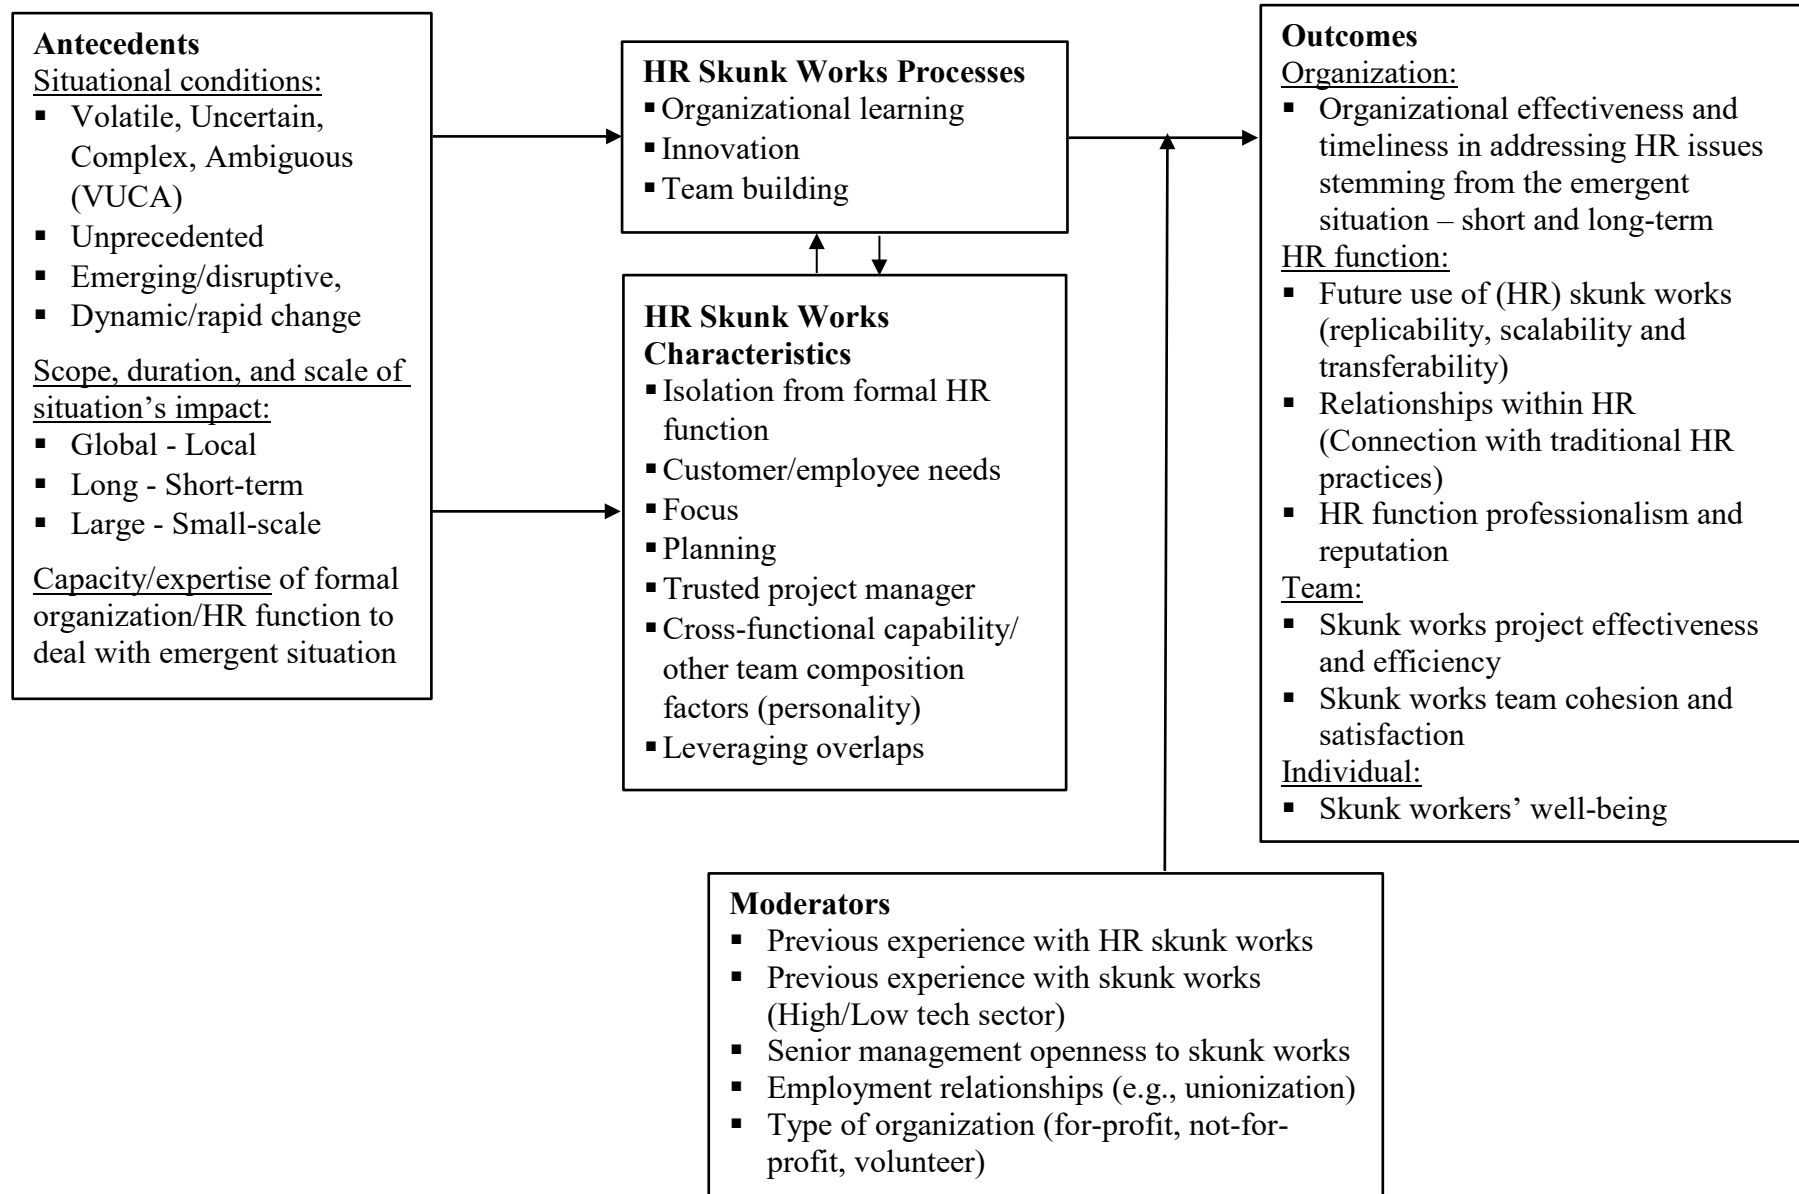 Antecedents
Situational conditions:
▪ Volatile, Uncertain,
Complex, Ambiguous
(VUCA)
▪ Unprecedented
▪ Emerging/disruptive,
▪ Dynamic/rapid change
Scope, duration, and scale of
situation’s impact:
▪ Global - Local
▪ Long - Short-term
▪ Large - Small-scale
Capacity/expertise of formal
organization/HR function to
deal with emergent situation
HR Skunk Works Processes
▪ Organizational learning
▪ Innovation
▪ Team building
HR Skunk Works
Characteristics
▪ Isolation from formal HR
function
▪ Customer/employee needs
▪ Focus
▪ Planning
▪ Trusted project manager
▪ Cross-functional capability/
other team composition
factors (personality)
▪ Leveraging overlaps
Outcomes
Organization:
▪ Organizational effectiveness and
timeliness in addressing HR issues
stemming from the emergent
situation – short and long-term
HR function:
▪ Future use of (HR) skunk works
(replicability, scalability and
transferability)
▪ Relationships within HR
(Connection with traditional HR
practices)
▪ HR function professionalism and
reputation
Team:
▪ Skunk works project effectiveness
and efficiency
▪ Skunk works team cohesion and
satisfaction
Individual:
▪ Skunk workers’ well-being
Moderators
▪ Previous experience with HR skunk works
▪ Previous experience with skunk works
(High/Low tech sector)
▪ Senior management openness to skunk works
▪ Employment relationships (e.g., unionization)
▪ Type of organization (for-profit, not-for-
profit, volunteer)